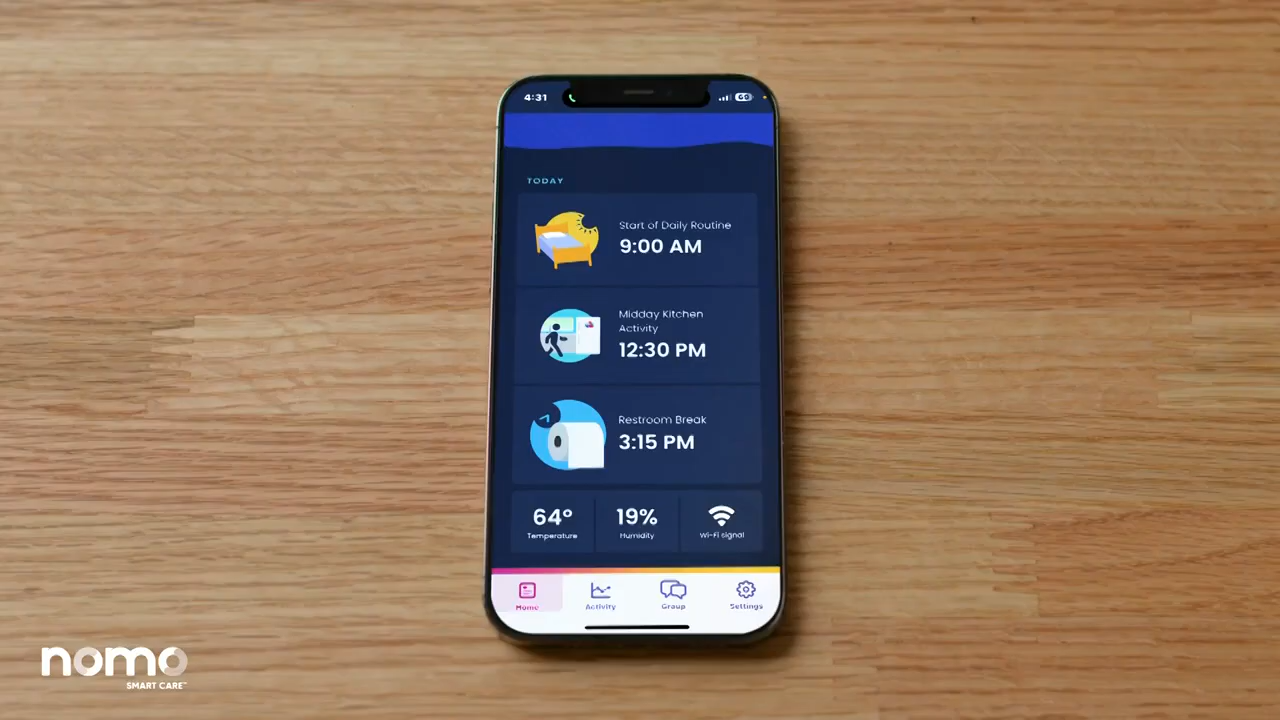 4:31
60
TODAY
Start of Daily Routine
9:00 AM
Midday Kitchen
Activity
12:30 PM
Restroom Break
3:15 PM
64° 19%
Temperature Humidity Wi-Fi signal
Home Activity Group Settings
nomo
SMART CARE™